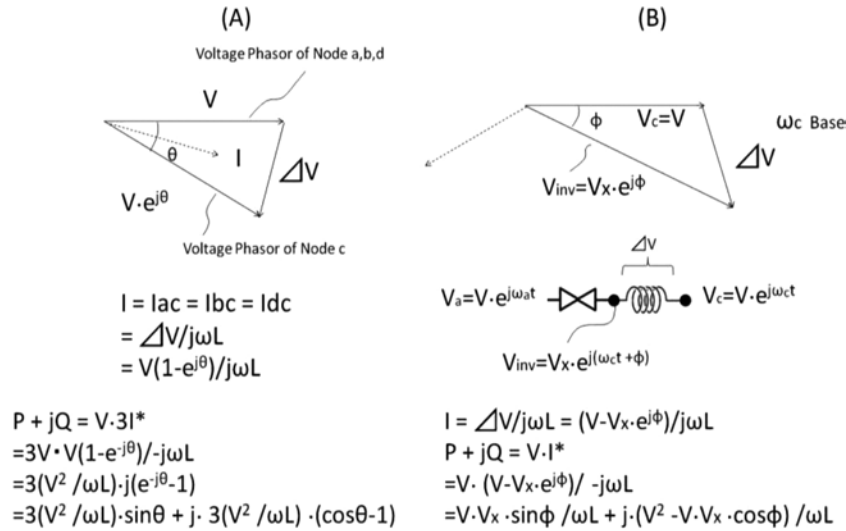 (A)
Voltage Phasor of Node a,b,d
V
θ
I
⊿V
V·e^jθ
Voltage Phasor of Node c
I = Iac = Ibc = Idc
= ⊿V/jωL
= V(1-e^jθ)/jωL
P + jQ = V·3I*
=3V·V(1-e^-jθ)/-jωL
=3(V² /ωL)·j(e^-jθ-1)
=3(V² /ωL)·sinθ + j· 3(V² /ωL) ·(cosθ-1)
(B)
ϕ
Vc=V
ωc Base
⊿V
Vinv=Vx·e^jϕ
⊿V
Va=V·e^jωat
Vc=V·e^jωct
Vinv=Vx·e^j(ωct +ϕ)
I = ⊿V/jωL = (V-Vx·e^jϕ)/jωL
P + jQ = V·I*
=V· (V-Vx·e^jϕ)/ -jωL
=V·Vx ·sinϕ /ωL + j·(V² -V·Vx ·cosϕ) /ωL